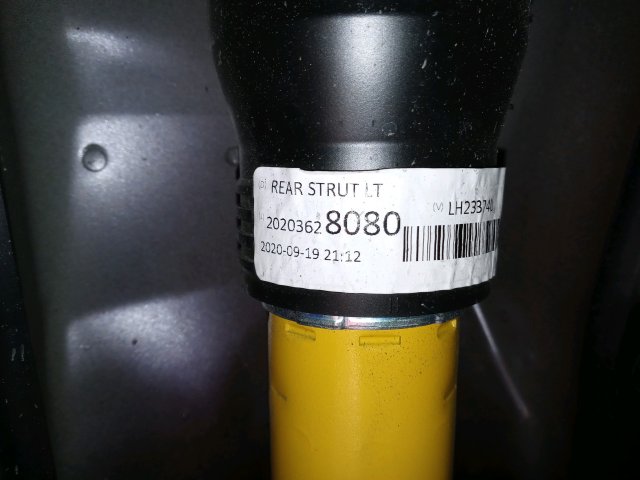 (P) REAR STRUT LT
20203628080
2020-09-19 21:12
(V) LH233740